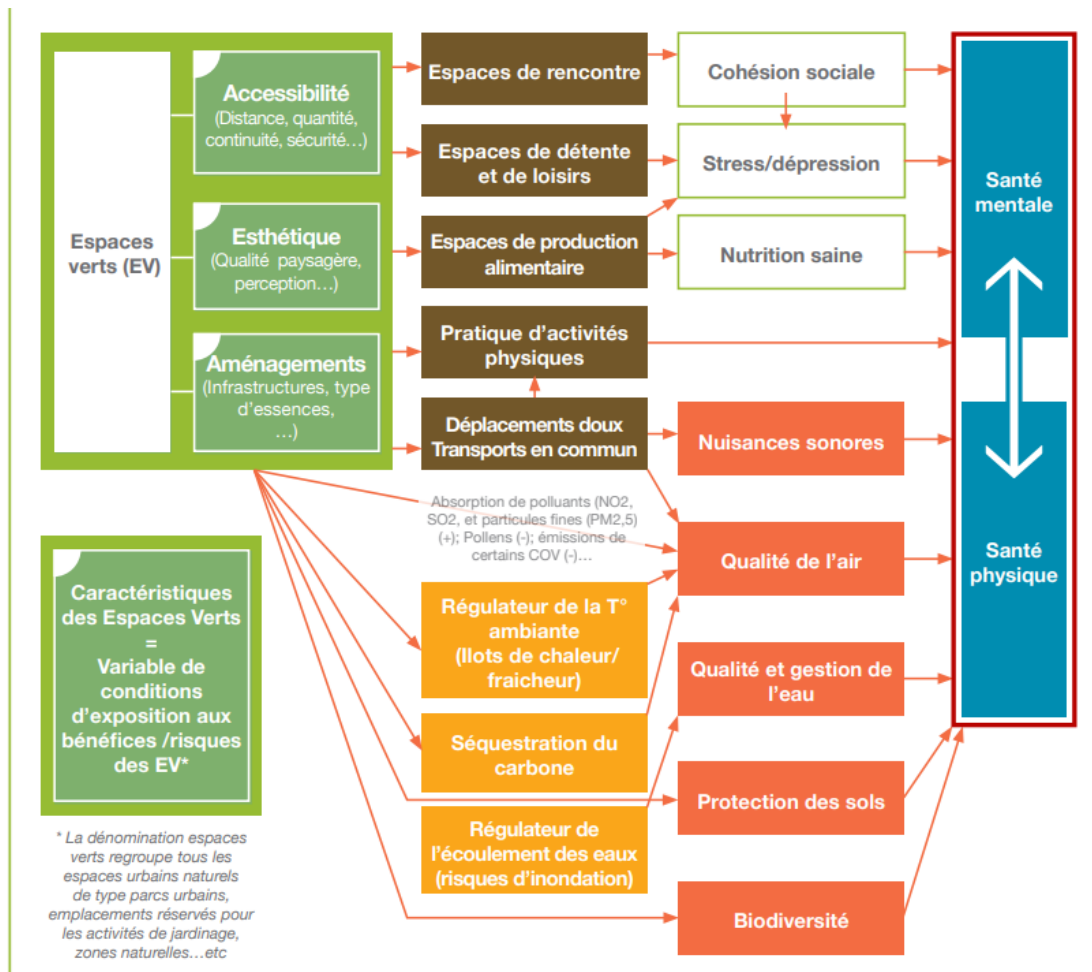 Espaces
verts (EV)
Accessibilité
(Distance, quantité,
continuité, sécurité…)
Esthétique
(Qualité paysagère,
perception…)
Aménagements
(Infrastructures, type
d'essences,
…)
Espaces de rencontre
Espaces de détente
et de loisirs
Espaces de production
alimentaire
Pratique d'activités
physiques
Déplacements doux
Transports en commun
Cohésion sociale
Stress/dépression
Nutrition saine
Nuisances sonores
Absorption de polluants (NO2,
SO2, et particules fines (PM2,5)
(+); Pollens (-); émissions de
certains COV (-)…
Qualité de l'air
Régulateur de la T°
ambiante
(Ilots de chaleur/
fraicheur)
Qualité et gestion de
l'eau
Séquestration du
carbone
Protection des sols
Régulateur de
l'écoulement des eaux
(risques d'inondation)
Biodiversité
Santé
mentale
Santé
physique
Caractéristiques
des Espaces Verts
=
Variable de
conditions
d'exposition aux
bénéfices /risques
des EV*
* La dénomination espaces
verts regroupe tous les
espaces urbains naturels
de type parcs urbains,
emplacements réservés pour
les activités de jardinage,
zones naturelles…etc